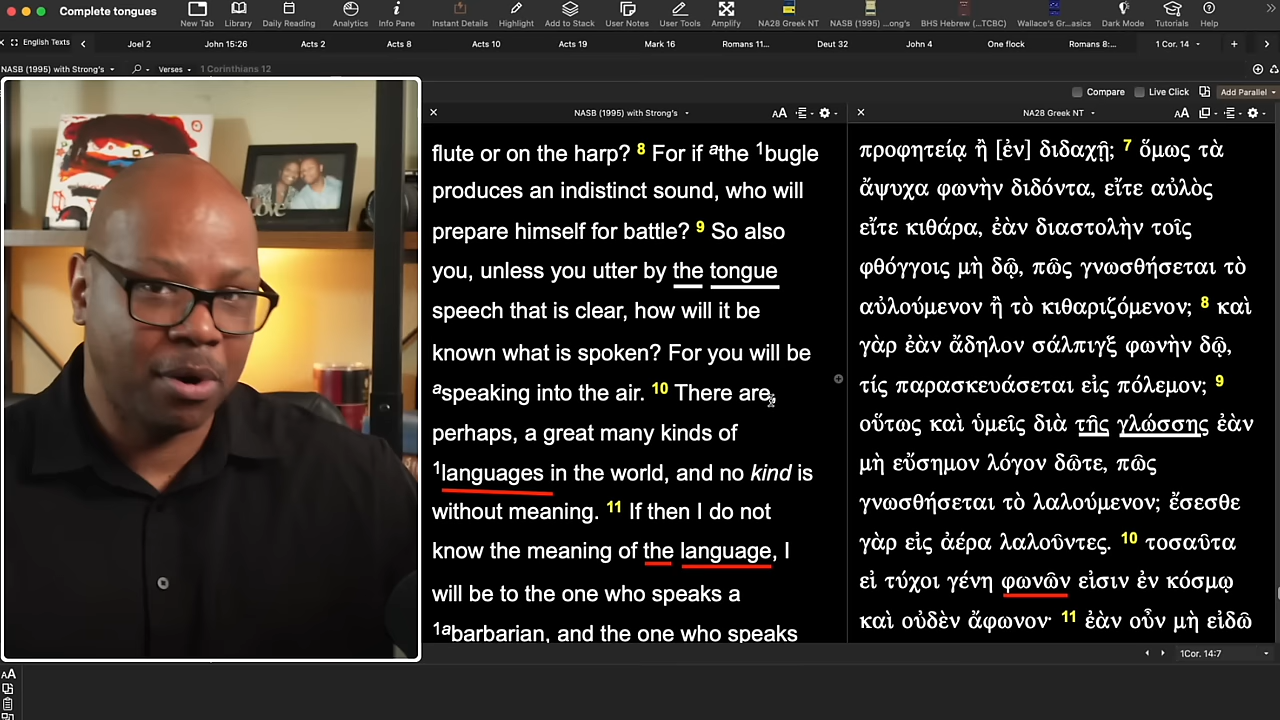 Complete tongues
New Tab
Library
Daily Reading
Analytics
Info Pane
Instant Details
Highlight
Add to Stack
User Notes
User Tools
Amplify
NA28 Greek NT
NASB (1995) ...ong's
BHS Hebrew ...TCBC)
Wallace's Gr...asics
Dark Mode
Tutorials
Help
English Texts
Joel 2
John 15:26
Acts 2
Acts 8
Acts 10
Acts 19
Mark 16
Romans 11...
Deut 32
John 4
One flock
Romans 8:...
1 Cor. 14
NASB (1995) with Strong's
Verses
1 Corinthians 12
Compare
Live Click
Add Parallel
NASB (1995) with Strong's
AA
flute or on the harp? 8 For if athe 1bugle
produces an indistinct sound, who will
prepare himself for battle? 9 So also
you, unless you utter by the tongue
speech that is clear, how will it be
known what is spoken? For you will be
aspeaking into the air. 10 There are,
perhaps, a great many kinds of
1languages in the world, and no kind is
without meaning. 11 If then I do not
know the meaning of the language, I
will be to the one who speaks a
1abarbarian, and the one who speaks
NA28 Greek NT
AA
προφητείᾳ ἢ [ἐν] διδαχῇ; 7 ὅμως τὰ
ἄψυχα φωνὴν διδόντα, εἴτε αὐλὸς
εἴτε κιθάρα, ἐὰν διαστολὴν τοῖς
φθόγγοις μὴ δῷ, πῶς γνωσθήσεται τὸ
αὐλούμενον ἢ τὸ κιθαριζόμενον; 8 καὶ
γὰρ ἐὰν ἄδηλον σάλπιγξ φωνὴν δῷ,
τίς παρασκευάσεται εἰς πόλεμον; 9
οὕτως καὶ ὑμεῖς διὰ τῆς γλώσσης ἐὰν
μὴ εὔσημον λόγον δῶτε, πῶς
γνωσθήσεται τὸ λαλούμενον; ἔσεσθε
γὰρ εἰς ἀέρα λαλοῦντες. 10 τοσαῦτα
εἰ τύχοι γένη φωνῶν εἰσιν ἐν κόσμῳ
καὶ οὐδὲν ἄφωνον· 11 ἐὰν οὖν μὴ εἰδῶ
1Cor. 14:7
LOVE
AA